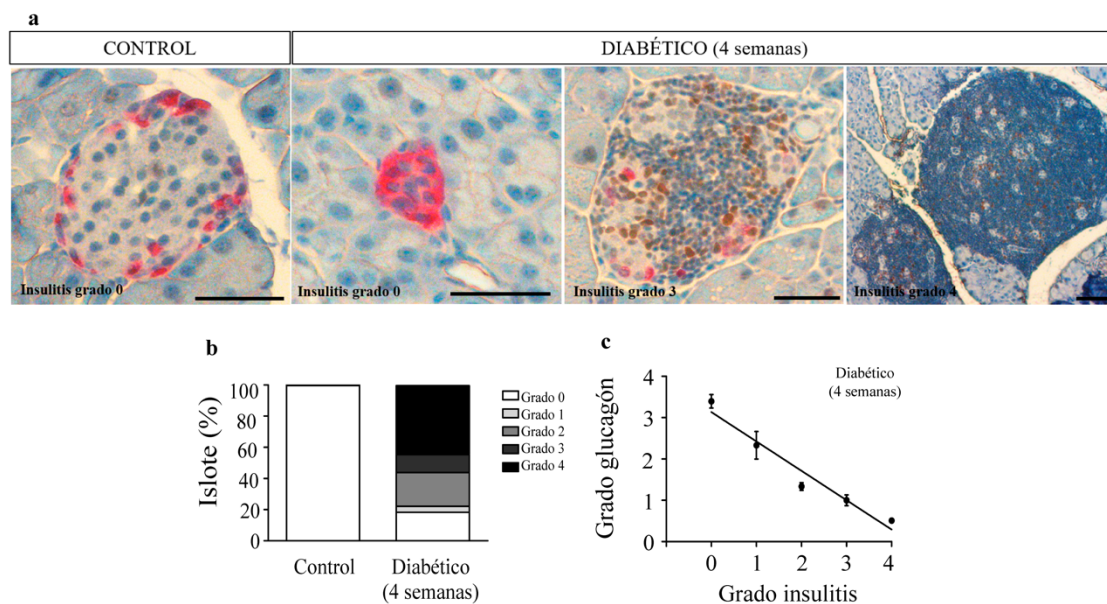 a
CONTROL
DIABÉTICO (4 semanas)
Insulitis grado 0
Insulitis grado 0
Insulitis grado 3
Insulitis grado 4
b
Islote (%)
100
80
60
40
20
0
Control
Diabético
(4 semanas)
Grado 0
Grado 1
Grado 2
Grado 3
Grado 4
c
Diabético
(4 semanas)
Grado glucagón
4
3
2
1
0
0 1 2 3 4
Grado insulitis